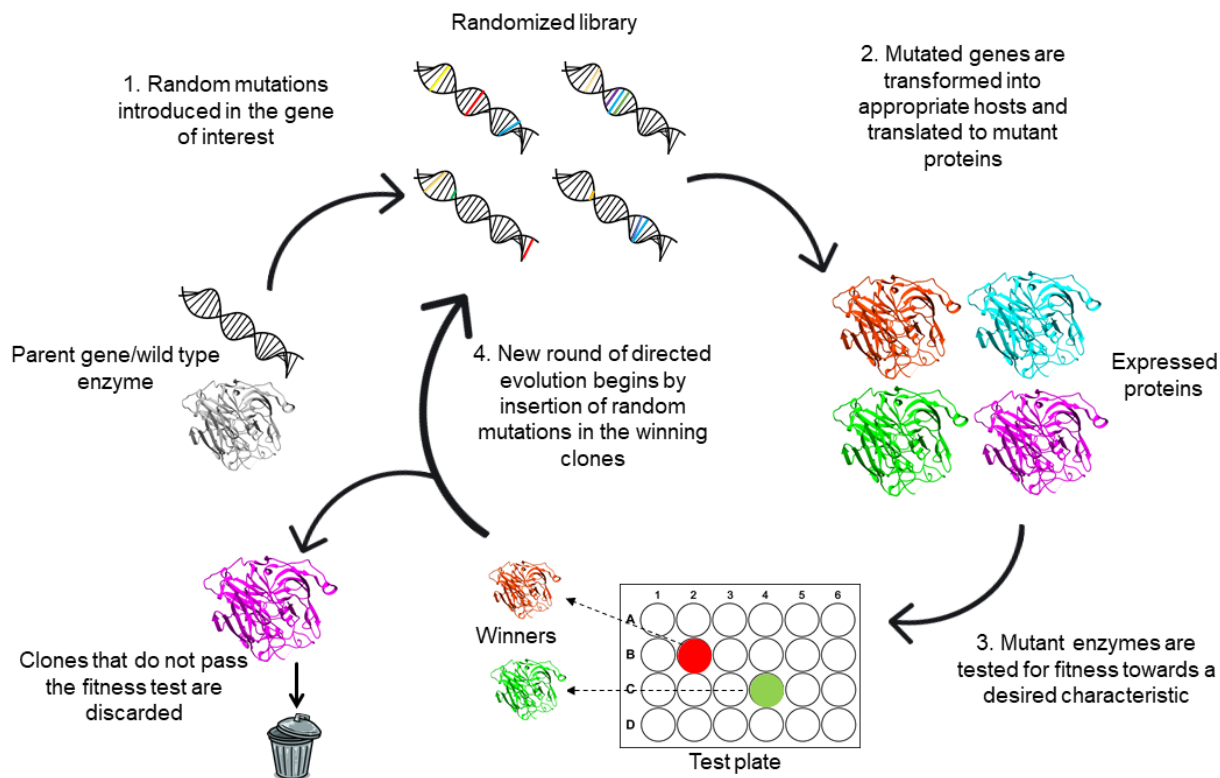 Randomized library
1. Random mutations
introduced in the gene
of interest
2. Mutated genes are
transformed into
appropriate hosts and
translated to mutant
proteins
Parent gene/wild type
enzyme
4. New round of directed
evolution begins by
insertion of random
mutations in the winning
clones
Expressed
proteins
Clones that do not pass
the fitness test are
discarded
Winners
1 2 3 4 5 6
A
B
C
D
Test plate
3. Mutant enzymes are
tested for fitness towards a
desired characteristic